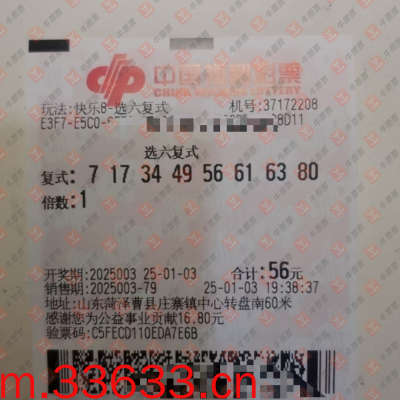 中国福利彩票
CHINA WELFARE LOTTERY
玩法:快乐8-选六复式 机号:37172208
E3F7-E5C0- C8D11
选六复式
复式: 7 17 34 49 56 61 63 80
倍数:1
开奖期:2025003 25-01-03 合计:56元
销售期:2025003-79 25-01-03 19:38:37
地址:山东菏泽曹县庄寨镇中心转盘南60米
感谢您为公益事业贡献16.80元
验票码:C5FECD110EDA7E6B
m.33633.cn